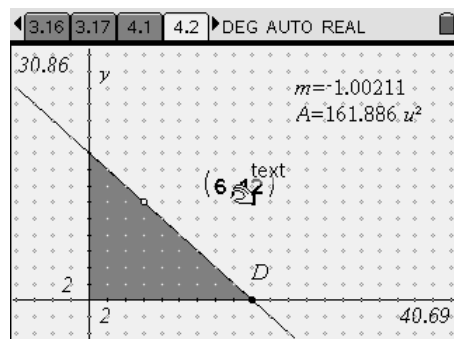 3.16 3.17 4.1 4.2 DEG AUTO REAL
30.86 y
m=-1.00211
A=161.886 u²
text
(6,12)
D
2
2 40.69